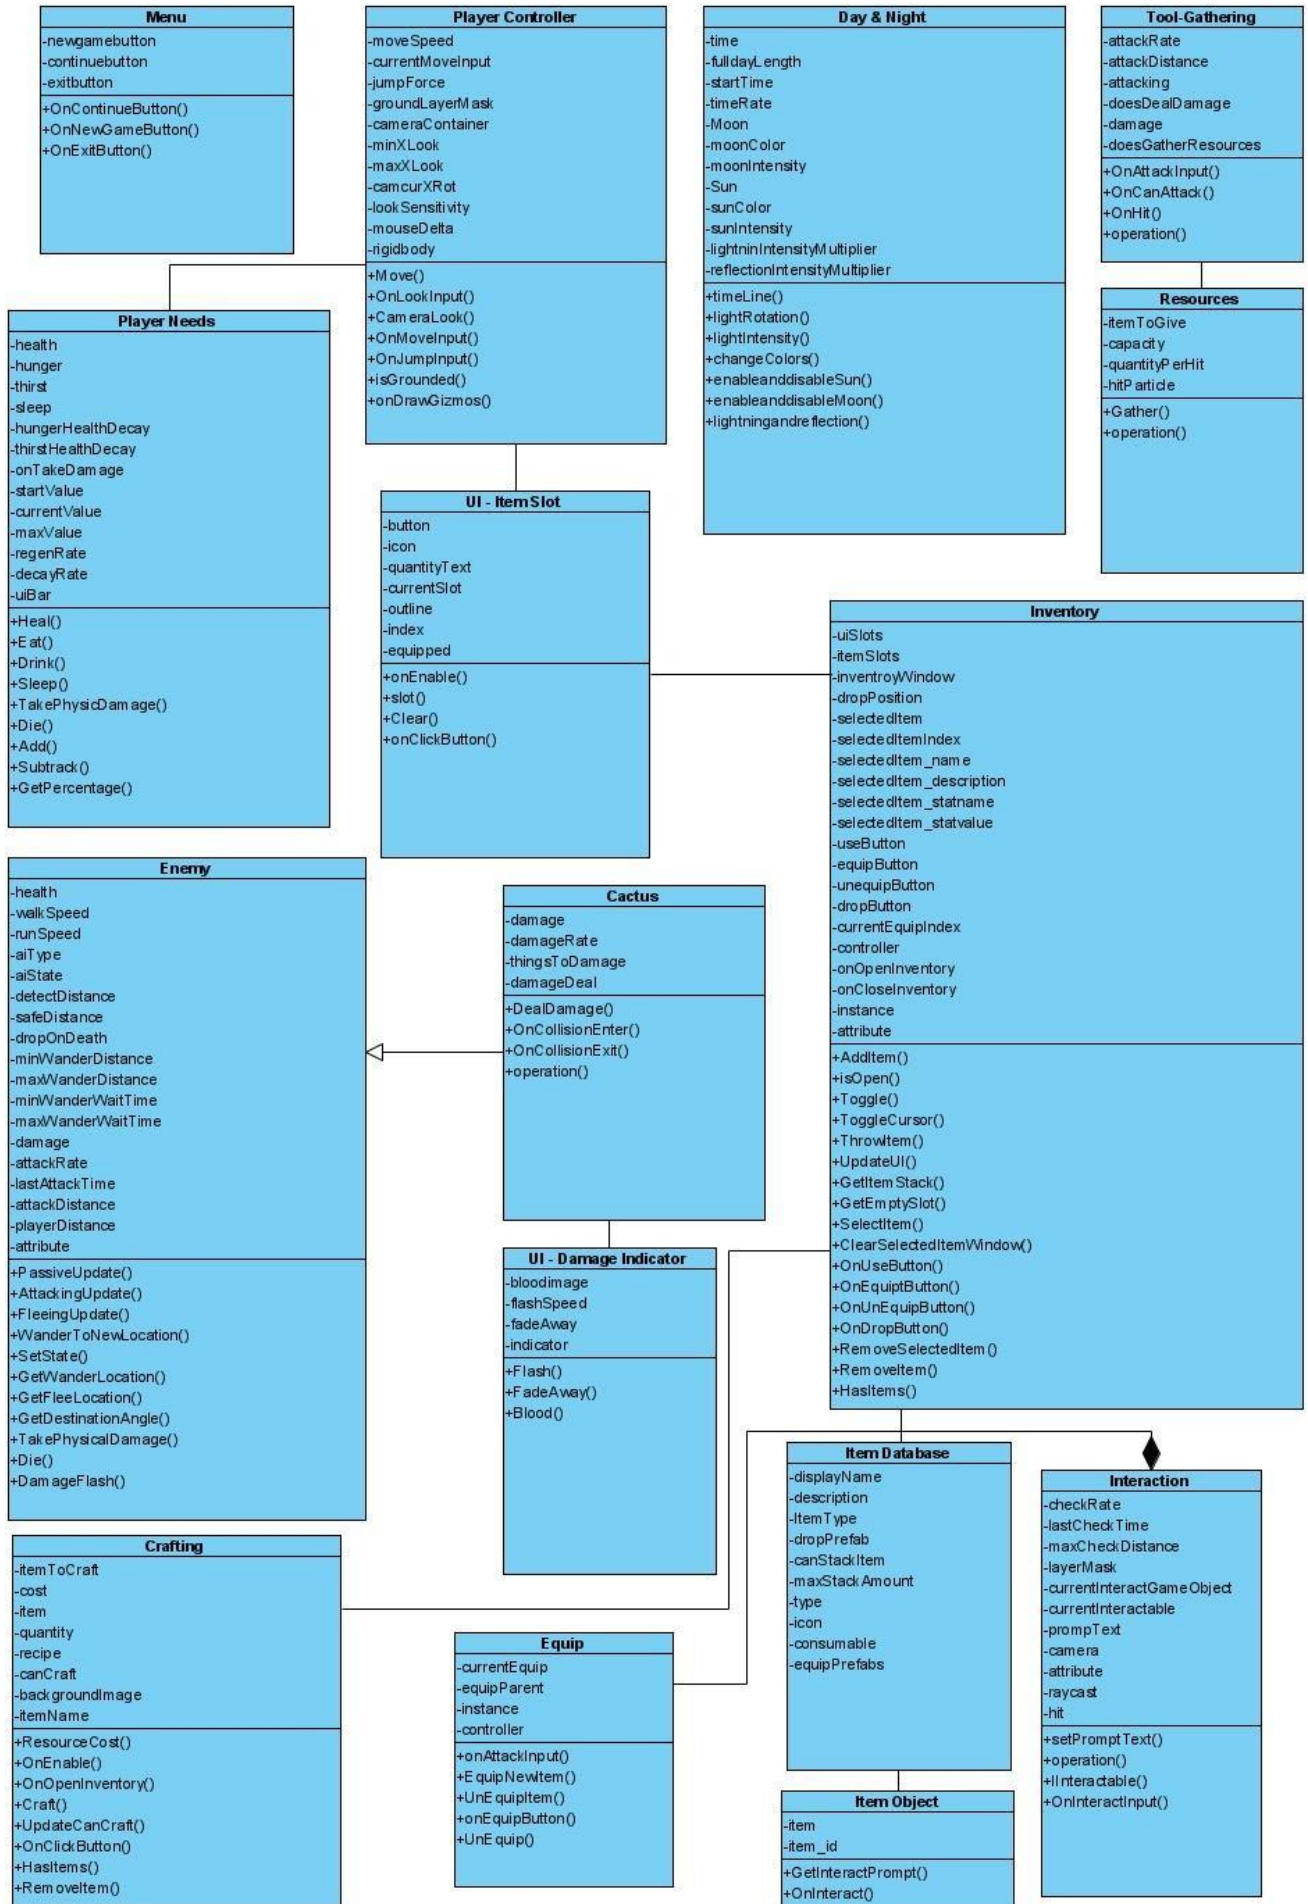 Menu
-newgamebutton
-continuebutton
-exitbutton
+OnContinueButton()
+OnNewGameButton()
+OnExitButton()
Player Controller
-moveSpeed
-currentMoveInput
-jumpForce
-groundLayerMask
-cameraContainer
-minXLook
-maxXLook
-camcurXRot
-lookSensitivity
-mouseDelta
-rigidbody
+Move()
+OnLookInput()
+CameraLook()
+OnMoveInput()
+OnJumpInput()
+isGrounded()
+onDrawGizmos()
Day & Night
-time
-fulldayLength
-startTime
-timeRate
-Moon
-moonColor
-moonIntensity
-Sun
-sunColor
-sunIntensity
-lightninIntensityMultiplier
-reflectionIntensityMultiplier
+timeLine()
+lightRotation()
+lightIntensity()
+changeColors()
+enableanddisableSun()
+enableanddisableMoon()
+lightningandreflection()
Tool-Gathering
-attackRate
-attackDistance
-attacking
-doesDealDamage
-damage
-doesGatherResources
+OnAttackInput()
+OnCanAttack()
+OnHit()
+operation()
Resources
-itemToGive
-capacity
-quantityPerHit
-hitParticle
+Gather()
+operation()
Player Needs
-health
-hunger
-thirst
-sleep
-hungerHealthDecay
-thirstHealthDecay
-onTakeDamage
-startValue
-currentValue
-maxValue
-regenRate
-decayRate
-uiBar
+Heal()
+Eat()
+Drink()
+Sleep()
+TakePhysicDamage()
+Die()
+Add()
+Subtrack()
+GetPercentage()
UI - ItemSlot
-button
-icon
-quantityText
-currentSlot
-outline
-index
-equipped
+onEnable()
+slot()
+Clear()
+onClickButton()
Inventory
-uiSlots
-itemSlots
-inventroyWindow
-dropPosition
-selectedItem
-selectedItemIndex
-selectedItem_name
-selectedItem_description
-selectedItem_statname
-selectedItem_statvalue
-useButton
-equipButton
-unequipButton
-dropButton
-currentEquipIndex
-controller
-onOpenInventory
-onCloseInventory
-instance
-attribute
+AddItem()
+isOpen()
+Toggle()
+ToggleCursor()
+ThrowItem()
+UpdateUI()
+GetItemStack()
+GetEmptySlot()
+SelectItem()
+ClearSelectedItemWindow()
+OnUseButton()
+OnEquiptButton()
+OnUnEquipButton()
+OnDropButton()
+RemoveSelectedItem()
+RemoveItem()
+HasItems()
Enemy
-health
-walkSpeed
-runSpeed
-aiType
-aiState
-detectDistance
-safeDistance
-dropOnDeath
-minWanderDistance
-maxWanderDistance
-minWanderWaitTime
-maxWanderWaitTime
-damage
-attackRate
-lastAttackTime
-attackDistance
-playerDistance
-attribute
+PassiveUpdate()
+AttackingUpdate()
+FleeingUpdate()
+WanderToNewLocation()
+SetState()
+GetWanderLocation()
+GetFleeLocation()
+GetDestinationAngle()
+TakePhysicalDamage()
+Die()
+DamageFlash()
Cactus
-damage
-damageRate
-thingsToDamage
-damageDeal
+DealDamage()
+OnCollisionEnter()
+OnCollisionExit()
+operation()
UI - Damage Indicator
-bloodimage
-flashSpeed
-fadeAway
-indicator
+Flash()
+FadeAway()
+Blood()
Crafting
-itemToCraft
-cost
-item
-quantity
-recipe
-canCraft
-backgroundImage
-itemName
+ResourceCost()
+OnEnable()
+OnOpenInventory()
+Craft()
+UpdateCanCraft()
+OnClickButton()
+HasItems()
+RemoveItem()
Equip
-currentEquip
-equipParent
-instance
-controller
+onAttackInput()
+EquipNewItem()
+UnEquipItem()
+onEquipButton()
+UnEquip()
Item Database
-displayName
-description
-ItemType
-dropPrefab
-canStackItem
-maxStackAmount
-type
-icon
-consumable
-equipPrefabs
Item Object
-item
-item_id
+GetInteractPrompt()
+OnInteract()
Interaction
-checkRate
-lastCheckTime
-maxCheckDistance
-layerMask
-currentInteractGameObject
-currentInteractable
-prompText
-camera
-attribute
-raycast
-hit
+setPromptText()
+operation()
+IInteractable()
+OnInteractInput()